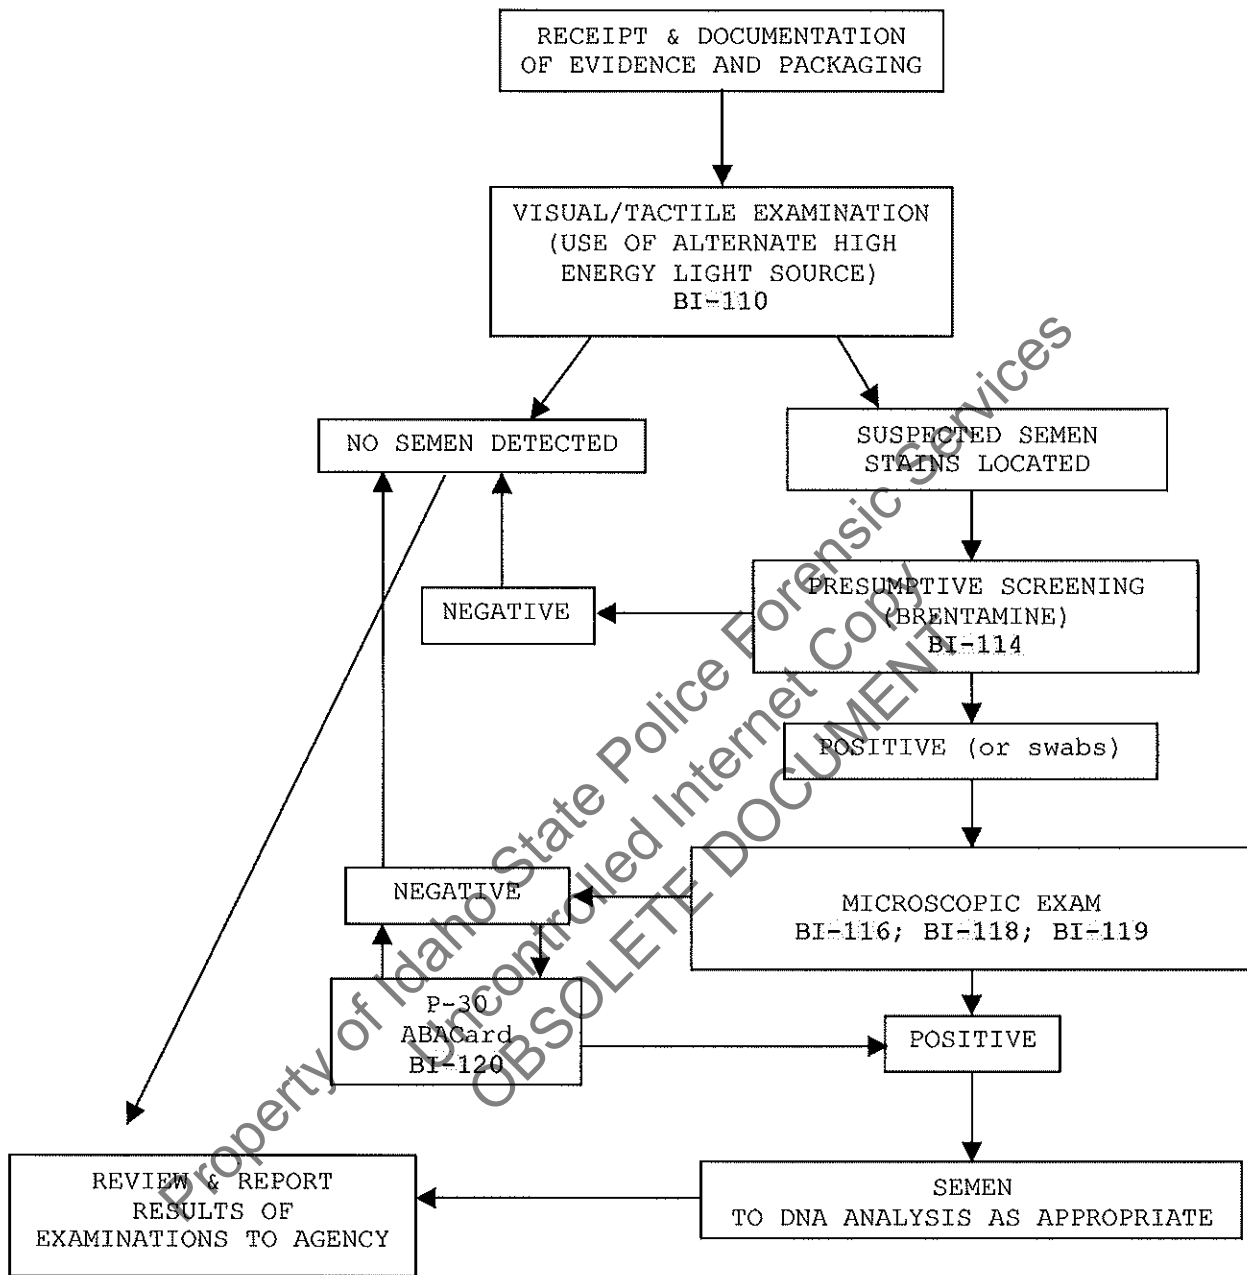 RECEIPT & DOCUMENTATION
OF EVIDENCE AND PACKAGING
VISUAL/TACTILE EXAMINATION
(USE OF ALTERNATE HIGH
ENERGY LIGHT SOURCE)
BI-110
NO SEMEN DETECTED
SUSPECTED SEMEN
STAINS LOCATED
NEGATIVE
PRESUMPTIVE SCREENING
(BRENTAMINE)
BI-114
POSITIVE (or swabs)
NEGATIVE
MICROSCOPIC EXAM
BI-116; BI-118; BI-119
P-30
ABACard
BI-120
POSITIVE
REVIEW & REPORT
RESULTS OF
EXAMINATIONS TO AGENCY
SEMEN
TO DNA ANALYSIS AS APPROPRIATE
Property of Idaho State Police Forensic Services
Uncontrolled Internet Copy
OBSOLETE DOCUMENT